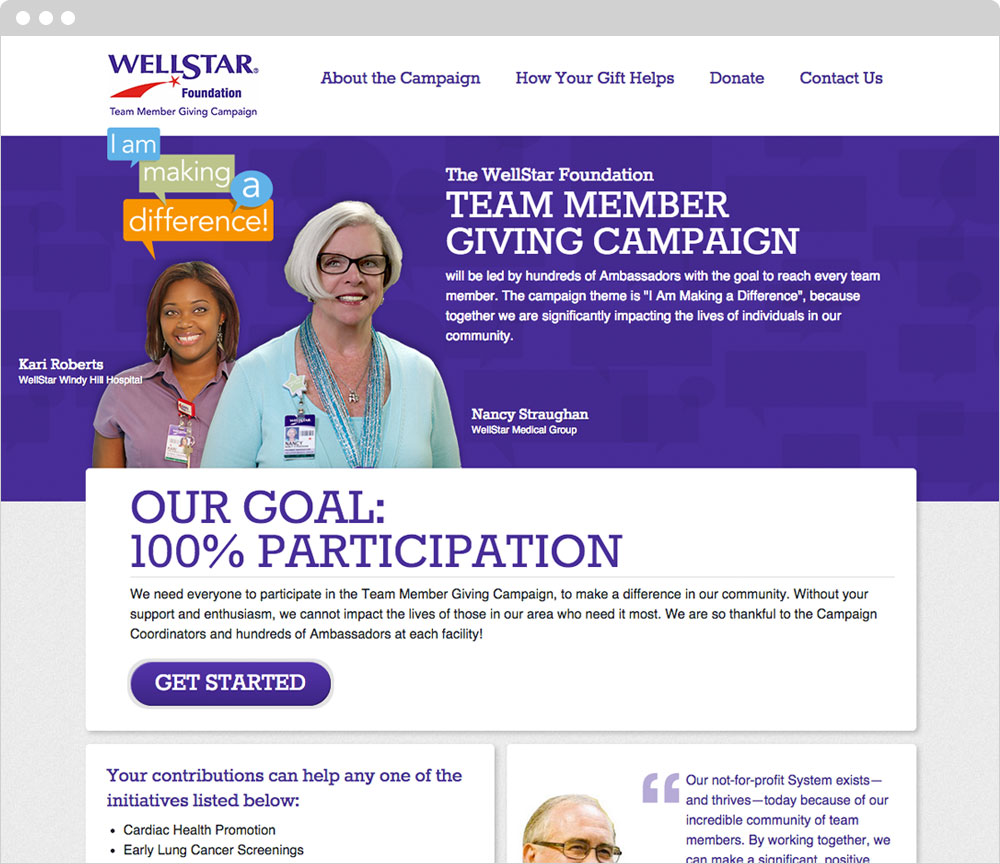 WELLSTAR®
Foundation
Team Member Giving Campaign
About the Campaign
How Your Gift Helps
Donate
Contact Us
I am
making
a
difference!
The WellStar Foundation
TEAM MEMBER
GIVING CAMPAIGN
will be led by hundreds of Ambassadors with the goal to reach every team
member. The campaign theme is "I Am Making a Difference", because
together we are significantly impacting the lives of individuals in our
community.
Kari Roberts
WellStar Windy Hill Hospital
Nancy Straughan
WellStar Medical Group
WELLSTAR
NANCY
OUR GOAL:
100% PARTICIPATION
We need everyone to participate in the Team Member Giving Campaign, to make a difference in our community. Without your
support and enthusiasm, we cannot impact the lives of those in our area who need it most. We are so thankful to the Campaign
Coordinators and hundreds of Ambassadors at each facility!
GET STARTED
Your contributions can help any one of the
initiatives listed below:
• Cardiac Health Promotion
• Early Lung Cancer Screenings
“
Our not-for-profit System exists—
and thrives—today because of our
incredible community of team
members. By working together, we
can make a significant, positive